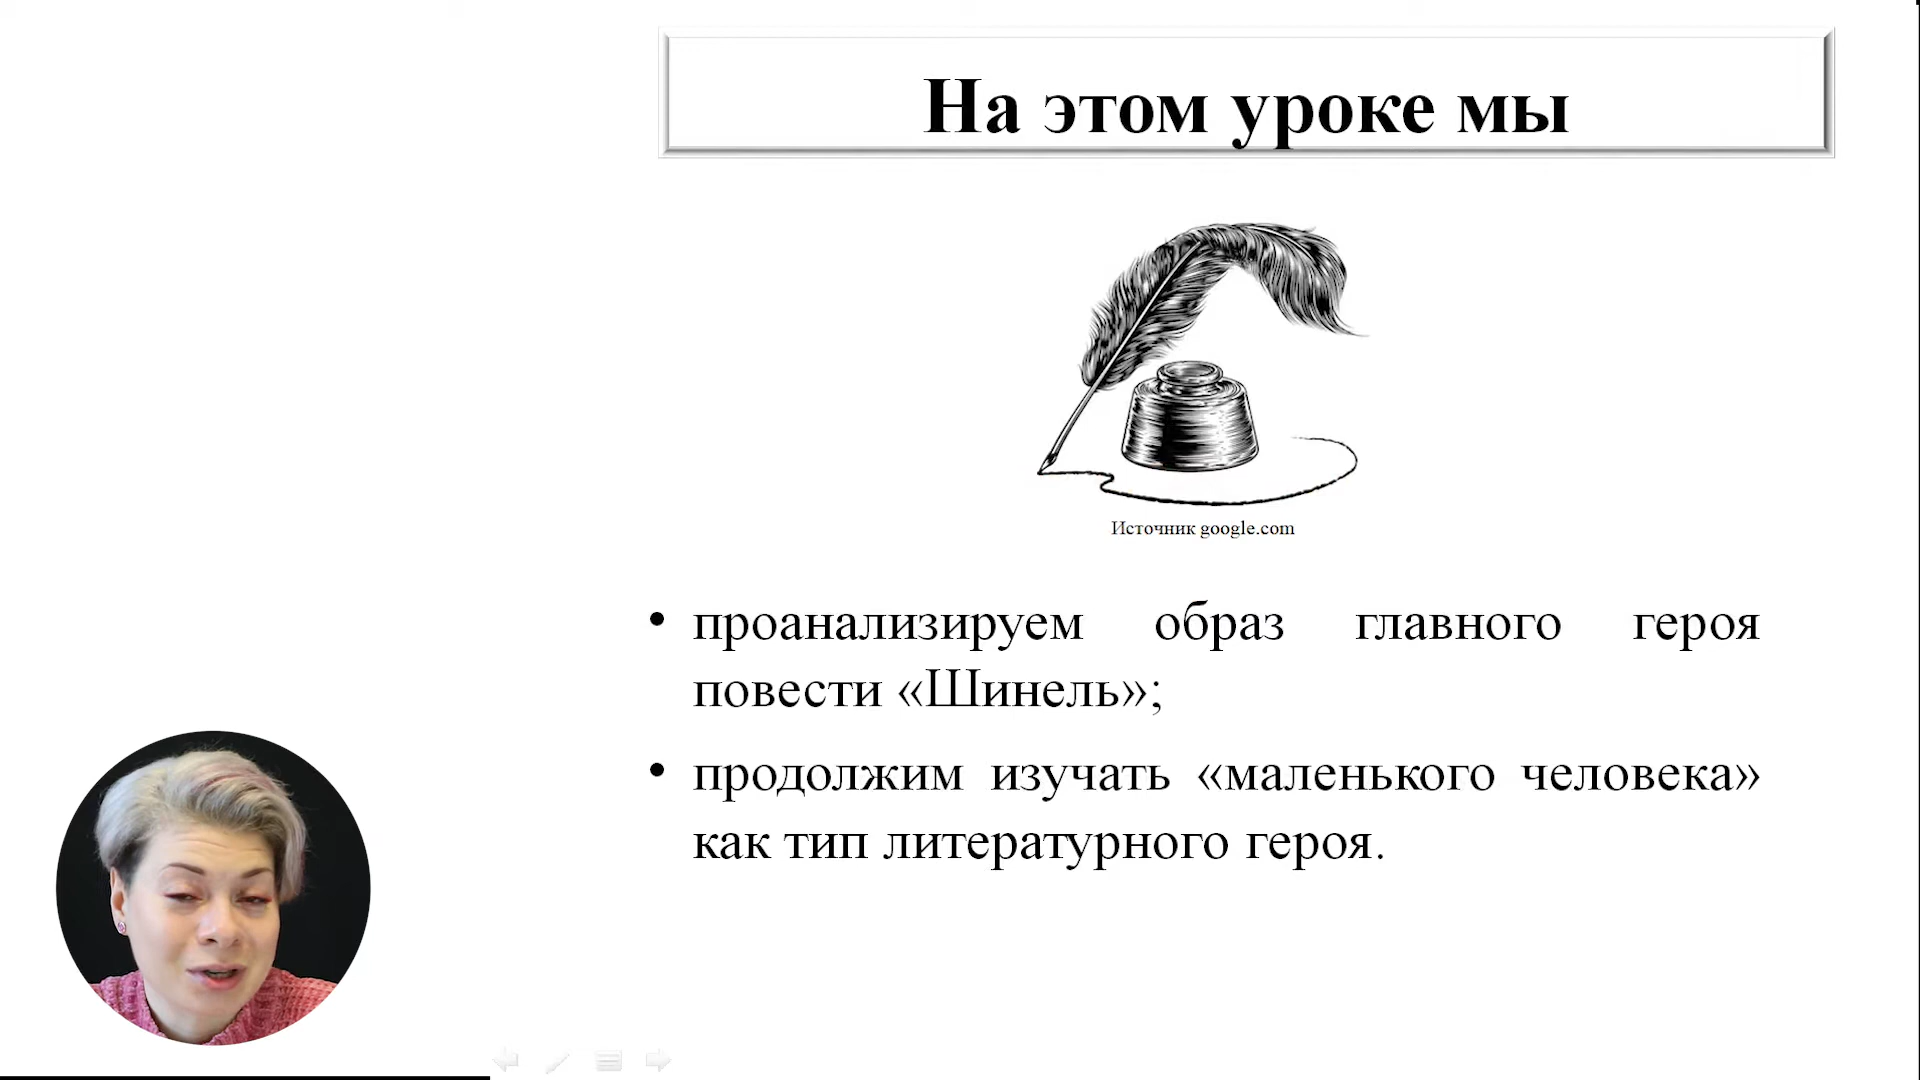 На этом уроке мы
Источник google.com
• проанализируем образ главного героя
повести «Шинель»;
• продолжим изучать «маленького человека»
как тип литературного героя.